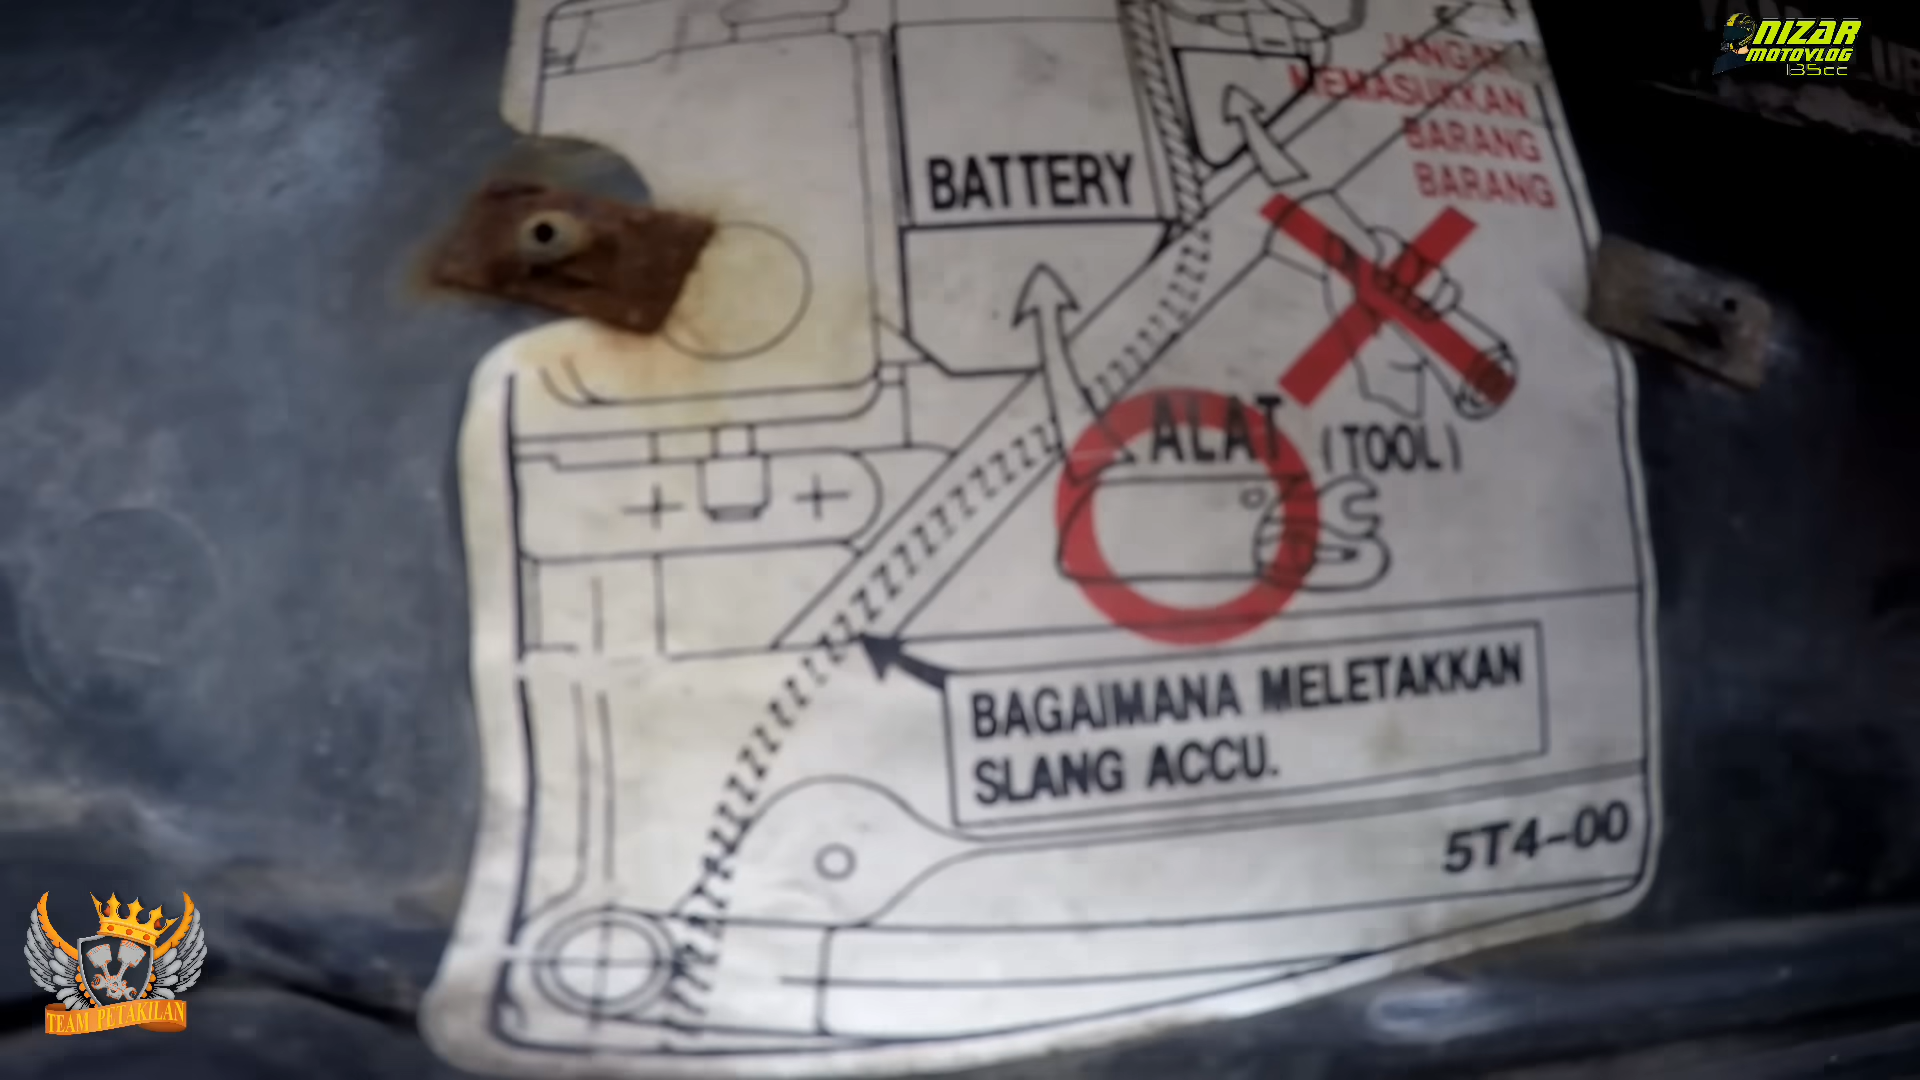 NIZAR
MOTOVLOG
135cc
JANGAN
MEMASUKKAN
BARANG
BARANG
BATTERY
ALAT (TOOL)
BAGAIMANA MELETAKKAN
SLANG ACCU.
5T4-00
TEAM PETAKILAN